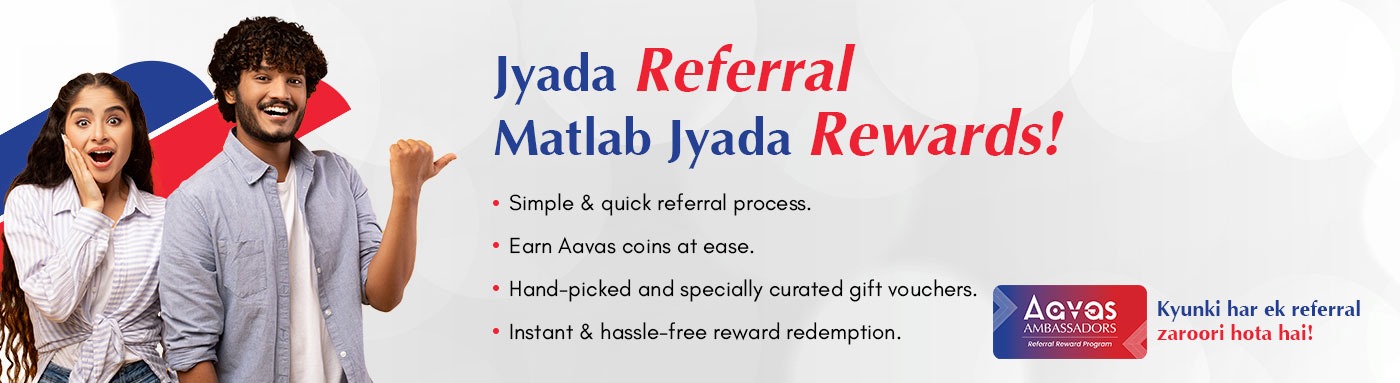 Jyada Referral
Matlab Jyada Rewards!
• Simple & quick referral process.
• Earn Aavas coins at ease.
• Hand-picked and specially curated gift vouchers.
• Instant & hassle-free reward redemption.
Aavas
AMBASSADORS
Referral Reward Program
Kyunki har ek referral
zaroori hota hai!